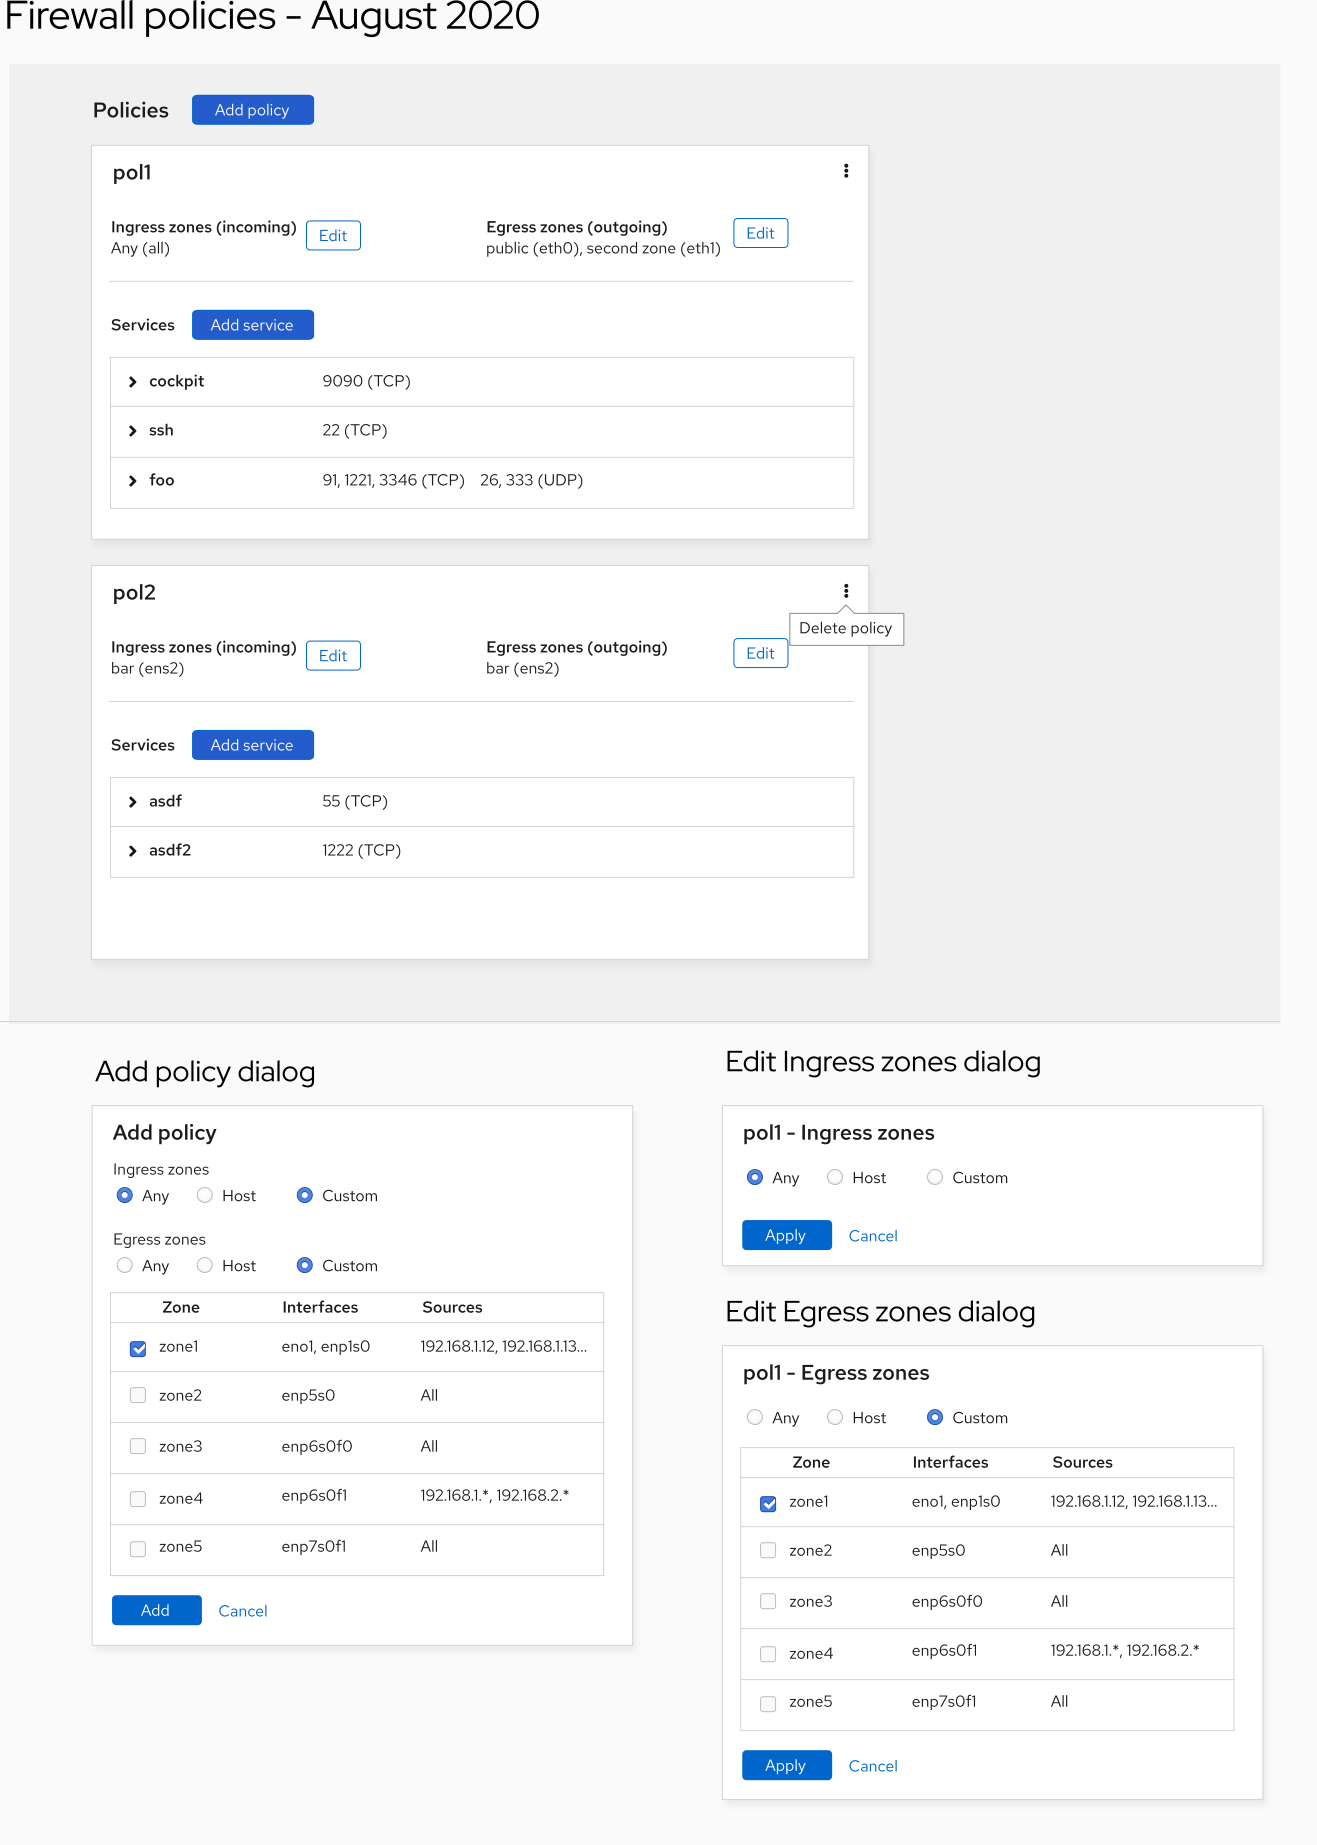 Firewall policies - August 2020
Policies
Add policy
pol1
Ingress zones (incoming)
Any (all)
Edit
Egress zones (outgoing)
public (eth0), second zone (eth1)
Edit
Services
Add service
cockpit 9090 (TCP)
ssh 22 (TCP)
foo 91, 1221, 3346 (TCP) 26, 333 (UDP)
pol2
Delete policy
Ingress zones (incoming)
bar (ens2)
Edit
Egress zones (outgoing)
bar (ens2)
Edit
Services
Add service
asdf 55 (TCP)
asdf2 1222 (TCP)
Add policy dialog
Add policy
Ingress zones
Any Host Custom
Egress zones
Any Host Custom
Zone Interfaces Sources
zone1 eno1, enp1s0 192.168.1.12, 192.168.1.13...
zone2 enp5s0 All
zone3 enp6s0f0 All
zone4 enp6s0f1 192.168.1.*, 192.168.2.*
zone5 enp7s0f1 All
Add Cancel
Edit Ingress zones dialog
pol1 - Ingress zones
Any Host Custom
Apply Cancel
Edit Egress zones dialog
pol1 - Egress zones
Any Host Custom
Zone Interfaces Sources
zone1 eno1, enp1s0 192.168.1.12, 192.168.1.13...
zone2 enp5s0 All
zone3 enp6s0f0 All
zone4 enp6s0f1 192.168.1.*, 192.168.2.*
zone5 enp7s0f1 All
Apply Cancel